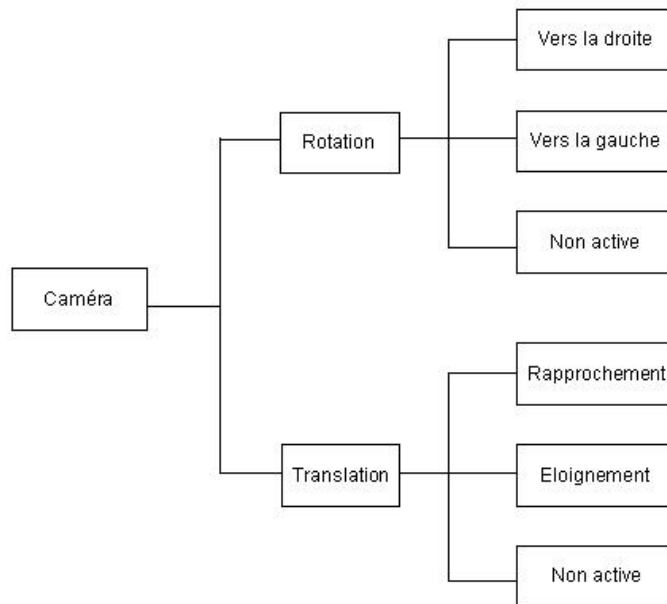 Vers la droite
Rotation
Vers la gauche
Non active
Caméra
Rapprochement
Translation
Eloignement
Non active